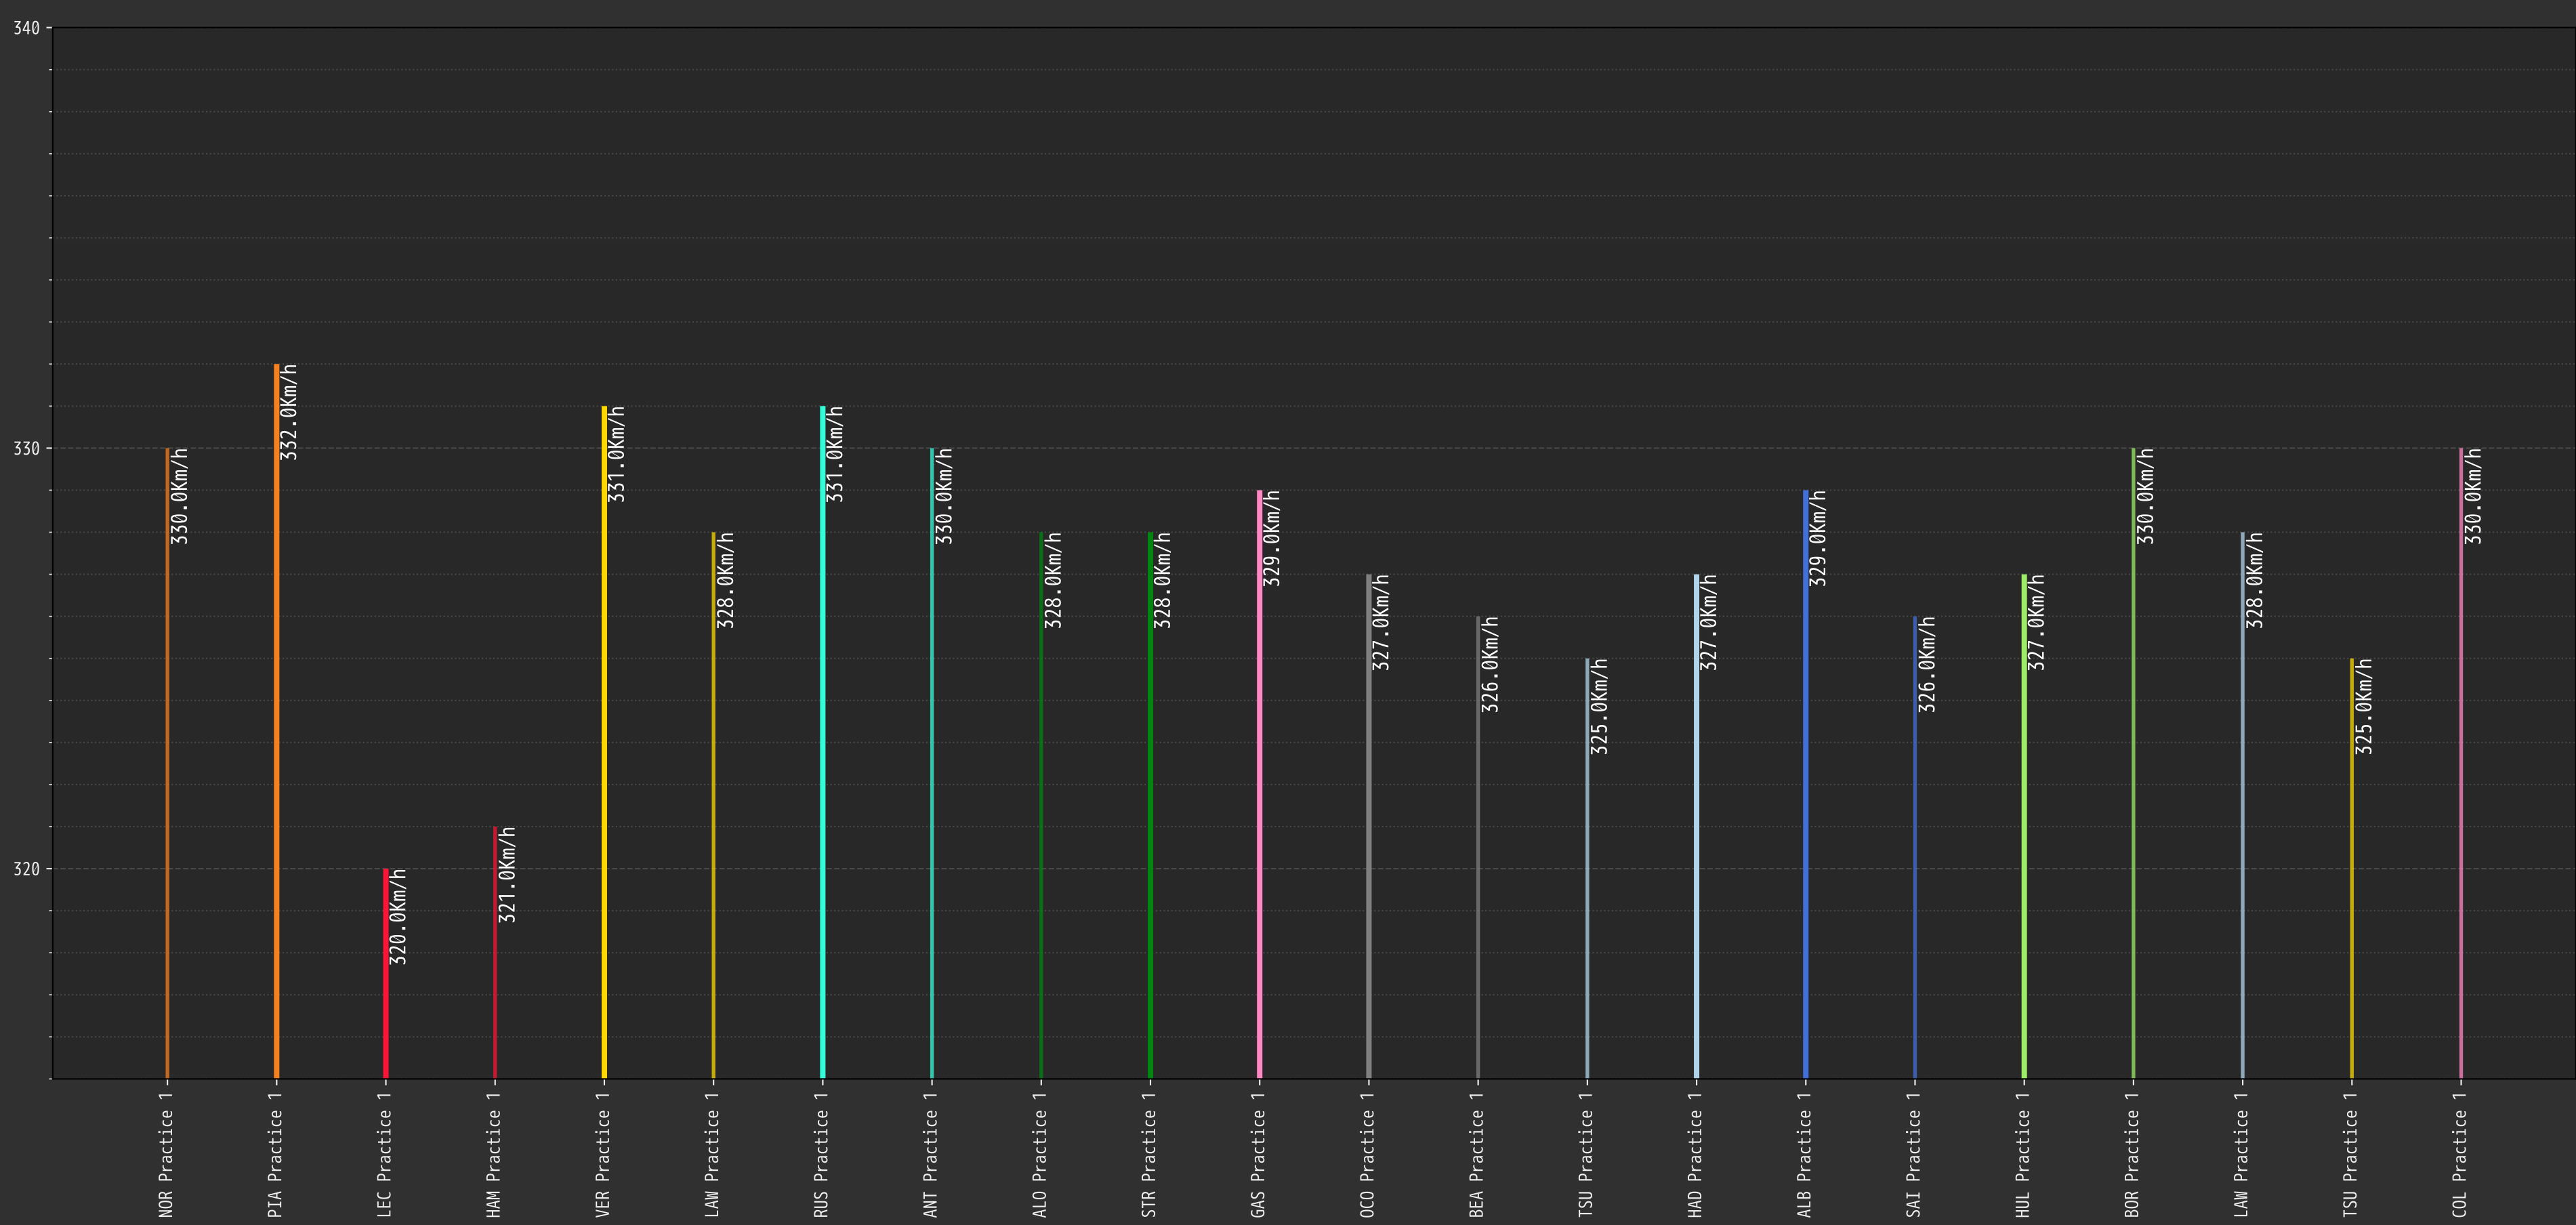 340
330
320
330.0Km/h
332.0Km/h
320.0Km/h
321.0Km/h
331.0Km/h
328.0Km/h
331.0Km/h
330.0Km/h
328.0Km/h
328.0Km/h
329.0Km/h
327.0Km/h
326.0Km/h
325.0Km/h
327.0Km/h
329.0Km/h
326.0Km/h
327.0Km/h
330.0Km/h
328.0Km/h
325.0Km/h
330.0Km/h
NOR Practice 1
PIA Practice 1
LEC Practice 1
HAM Practice 1
VER Practice 1
LAW Practice 1
RUS Practice 1
ANT Practice 1
ALO Practice 1
STR Practice 1
GAS Practice 1
OCO Practice 1
BEA Practice 1
TSU Practice 1
HAD Practice 1
ALB Practice 1
SAI Practice 1
HUL Practice 1
BOR Practice 1
LAW Practice 1
TSU Practice 1
COL Practice 1